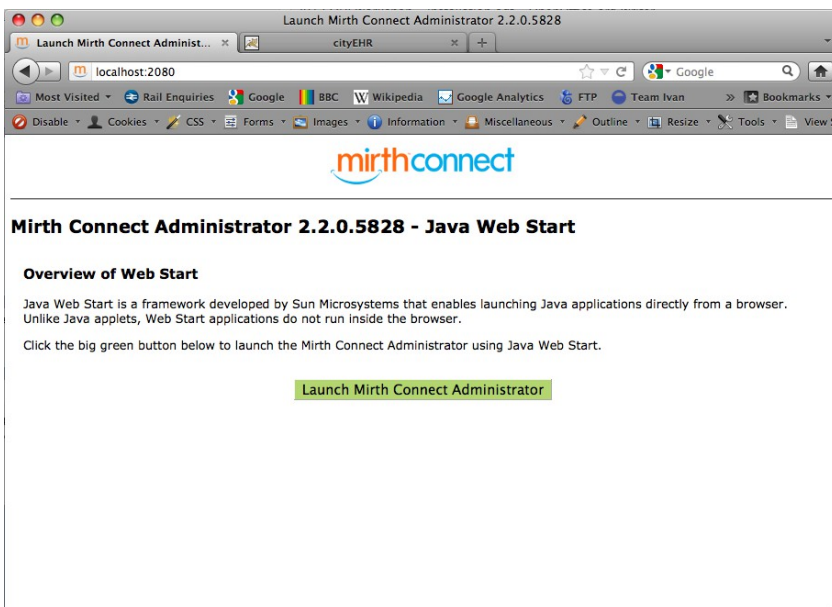 Launch Mirth Connect Administrator 2.2.0.5828
Launch Mirth Connect Administ... cityEHR
localhost:2080 Google
Most Visited Rail Enquiries Google BBC Wikipedia Google Analytics FTP Team Ivan » Bookmarks
Disable Cookies CSS Forms Images Information Miscellaneous Outline Resize Tools View
mirthconnect
Mirth Connect Administrator 2.2.0.5828 - Java Web Start
Overview of Web Start
Java Web Start is a framework developed by Sun Microsystems that enables launching Java applications directly from a browser.
Unlike Java applets, Web Start applications do not run inside the browser.
Click the big green button below to launch the Mirth Connect Administrator using Java Web Start.
Launch Mirth Connect Administrator